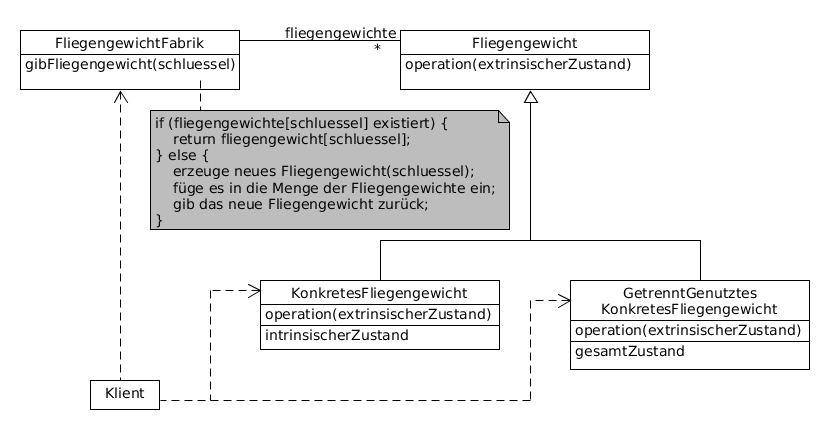 FliegengewichtFabrik
gibFliegengewicht(schluessel)
fliegengewichte
*
Fliegengewicht
operation(extrinsischerZustand)
if (fliegengewichte[schluessel] existiert) {
return fliegengewicht[schluessel];
} else {
erzeuge neues Fliegengewicht(schluessel);
füge es in die Menge der Fliegengewichte ein;
gib das neue Fliegengewicht zurück;
}
KonkretesFliegengewicht
operation(extrinsischerZustand)
intrinsischerZustand
GetrenntGenutztes
KonkretesFliegengewicht
operation(extrinsischerZustand)
gesamtZustand
Klient